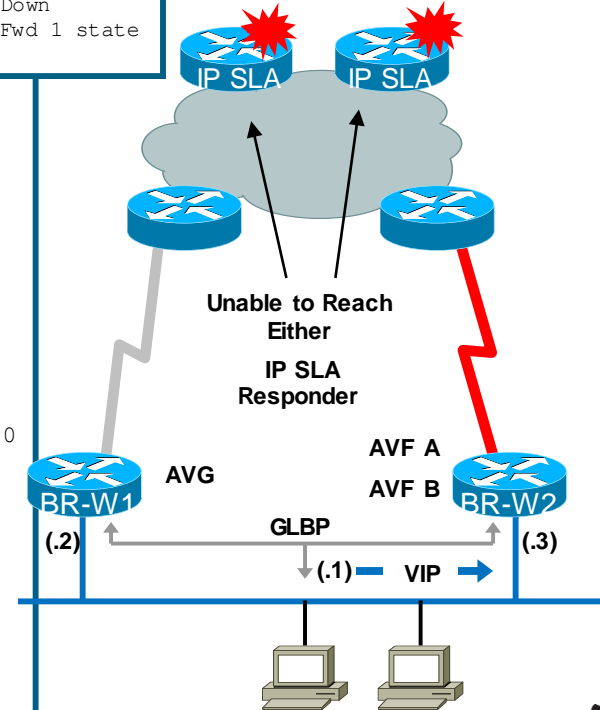 Down
Fwd 1 state
IP SLA
IP SLA
Unable to Reach
Either
IP SLA
Responder
0
AVG
AVF A
AVF B
BR-W1
BR-W2
GLBP
(.2)
(.3)
(.1)
VIP